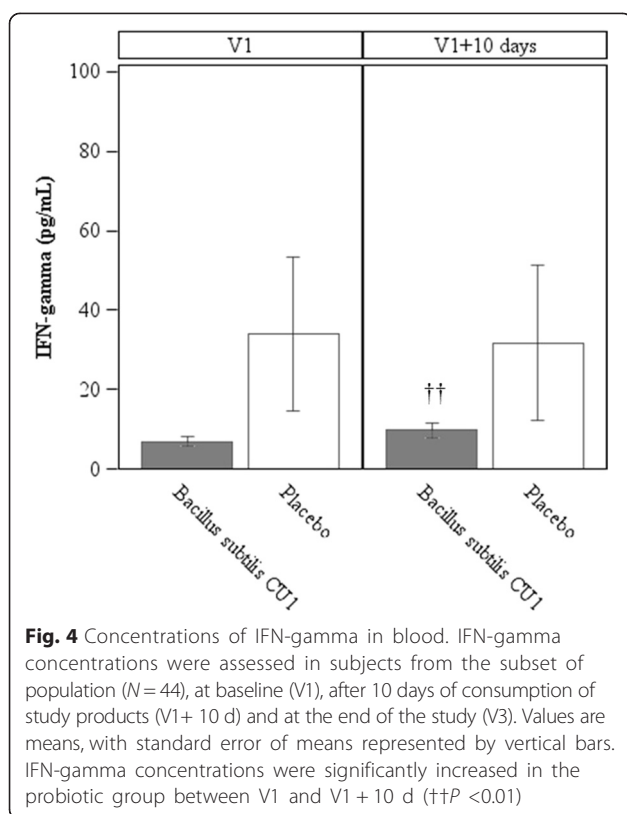 V1 V1+10 days
100
80
60
40
20
0
IFN-gamma (pg/mL)
††
Bacillus subtilis CU1
Placebo
Bacillus subtilis CU1
Placebo
Fig. 4 Concentrations of IFN-gamma in blood. IFN-gamma
concentrations were assessed in subjects from the subset of
population (N = 44), at baseline (V1), after 10 days of consumption of
study products (V1+ 10 d) and at the end of the study (V3). Values are
means, with standard error of means represented by vertical bars.
IFN-gamma concentrations were significantly increased in the
probiotic group between V1 and V1 + 10 d (††P <0.01)